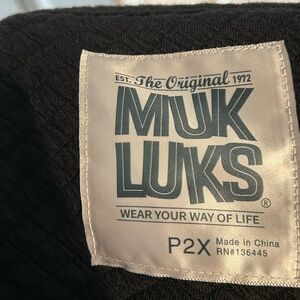 EST. The Original 1972
MUK
LUKS®
WEAR YOUR WAY OF LIFE
P2X Made in China
RN#136445